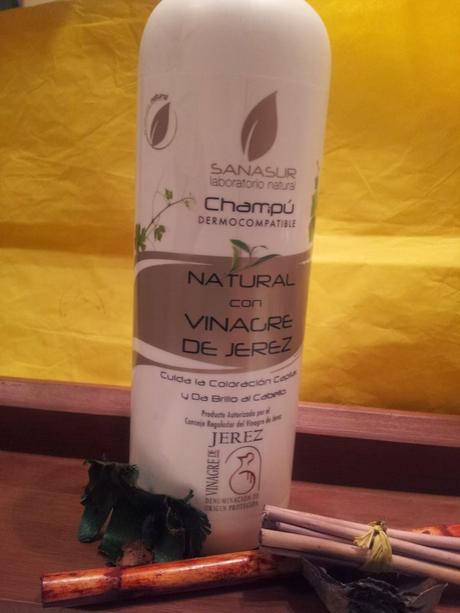 natural
SANASUR
laboratorio natural
Champú
DERMOCOMPATIBLE
NATURAL
con
VINAGRE
DE JEREZ
Cuida la Coloración Capilar
y Da Brillo al Cabello
Producto Autorizado por el
Consejo Regulador del Vinagre de Jerez
JEREZ
VINAGRE DE
DENOMINACIÓN DE
ORIGEN PROTEGIDA